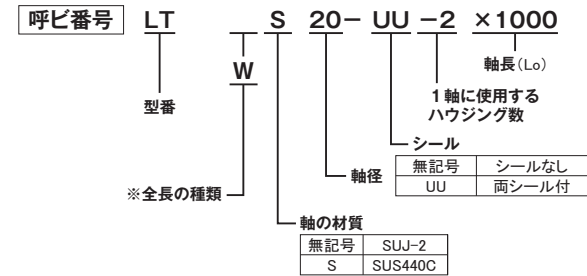 呼ビ番号 LT S 20- UU -2 ×1000
W
軸長(Lo)
型番
1軸に使用する
ハウジング数
シール
無記号 シールなし
UU 両シール付
軸径
※全長の種類
軸の材質
無記号 SUJ-2
S SUS440C